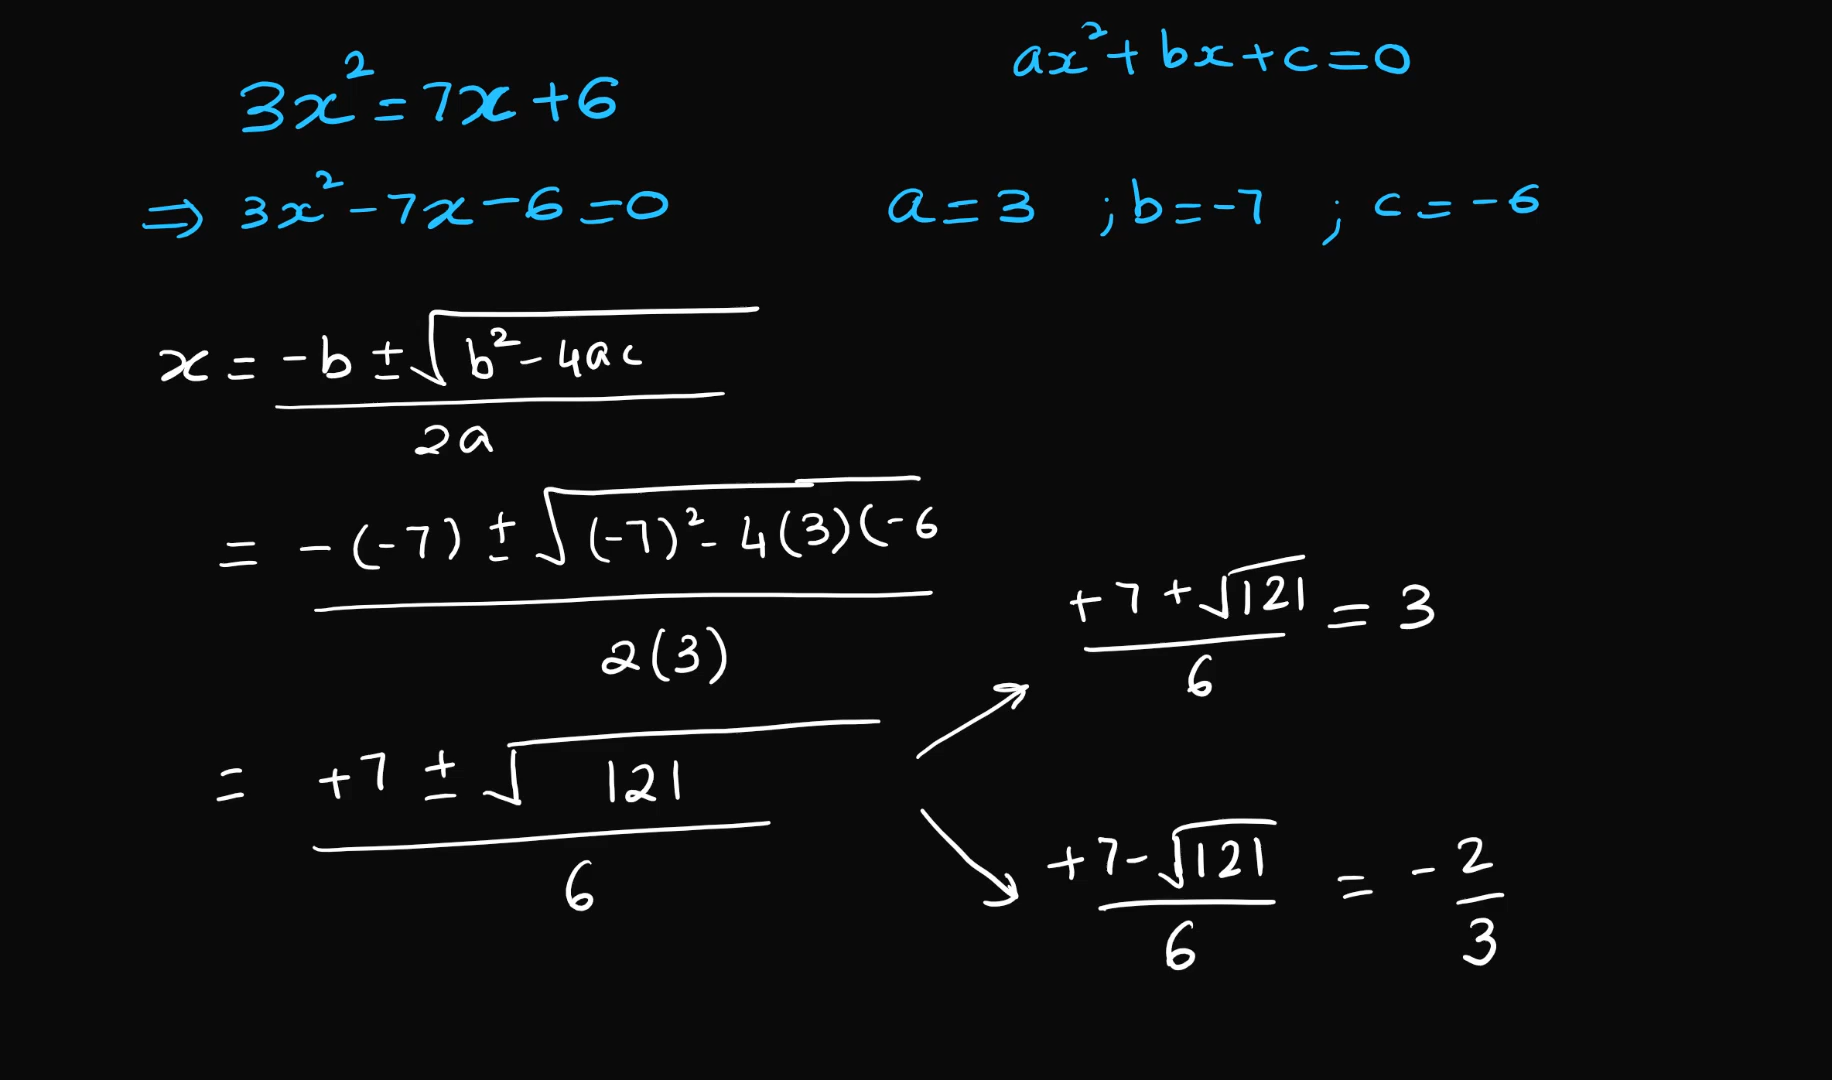 3x² = 7x + 6
ax² + bx + c = 0
⇒ 3x² - 7x - 6 = 0
a = 3 ; b = -7 ; c = -6
x = (-b ± √(b² - 4ac)) / 2a
= -(-7) ± √(-7)² - 4(3)(-6 / 2(3)
= +7 ± √121 / 6
+7 + √121 / 6 = 3
+7 - √121 / 6 = -2/3